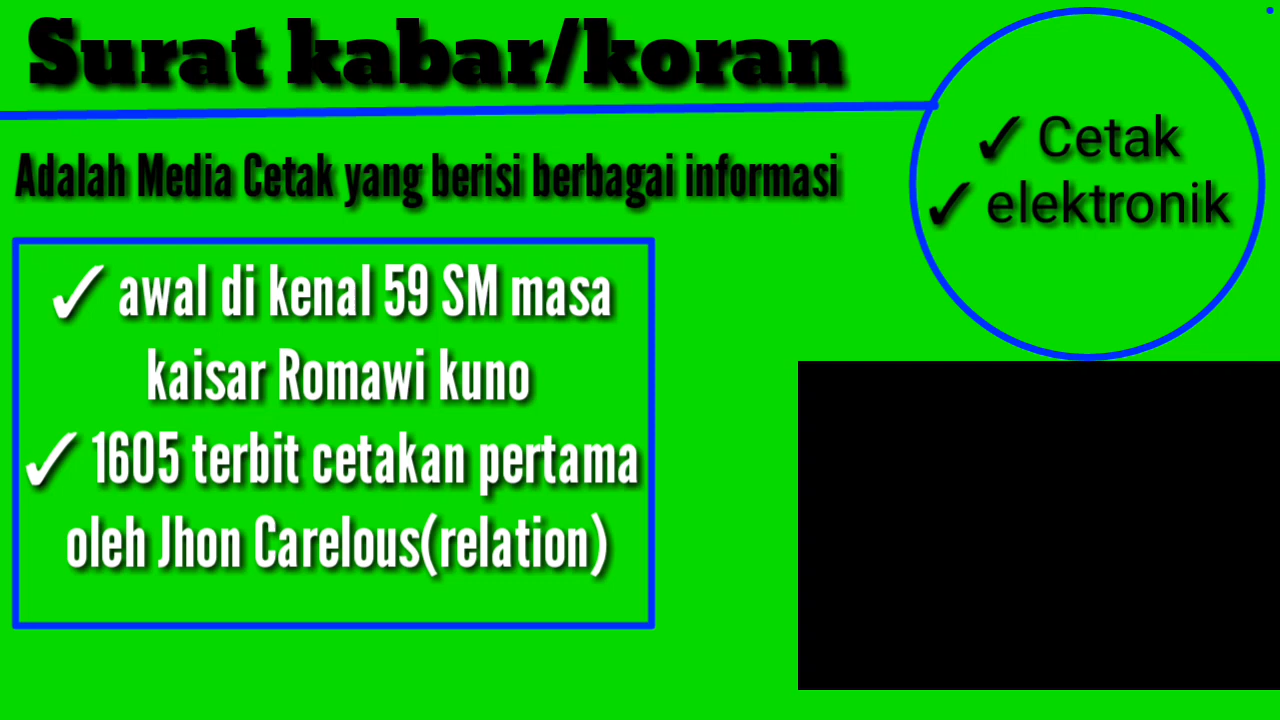 Surat kabar/koran
✓ Cetak
✓ elektronik
Adalah Media Cetak yang berisi berbagai informasi
✓ awal di kenal 59 SM masa
kaisar Romawi kuno
✓ 1605 terbit cetakan pertama
oleh Jhon Carelous(relation)